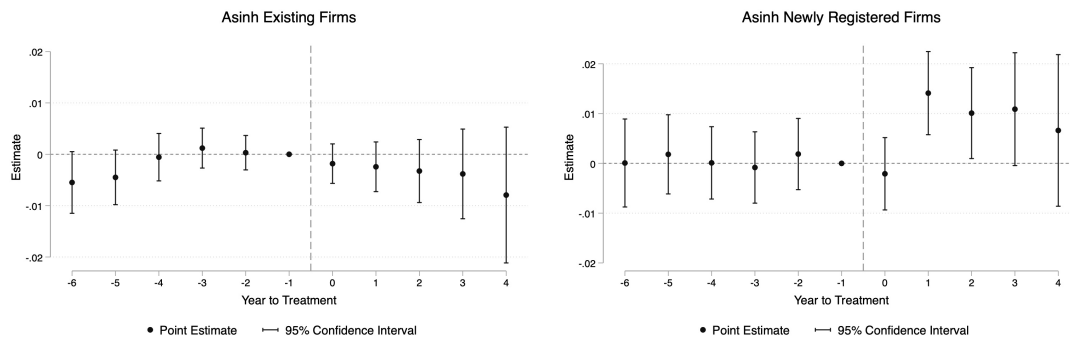 Asinh Existing Firms
.02
.01
0
-.01
-.02
Estimate
-6 -5 -4 -3 -2 -1 0 1 2 3 4
Year to Treatment
Point Estimate 95% Confidence Interval
Asinh Newly Registered Firms
.02
.01
0
-.01
-.02
Estimate
-6 -5 -4 -3 -2 -1 0 1 2 3 4
Year to Treatment
Point Estimate 95% Confidence Interval